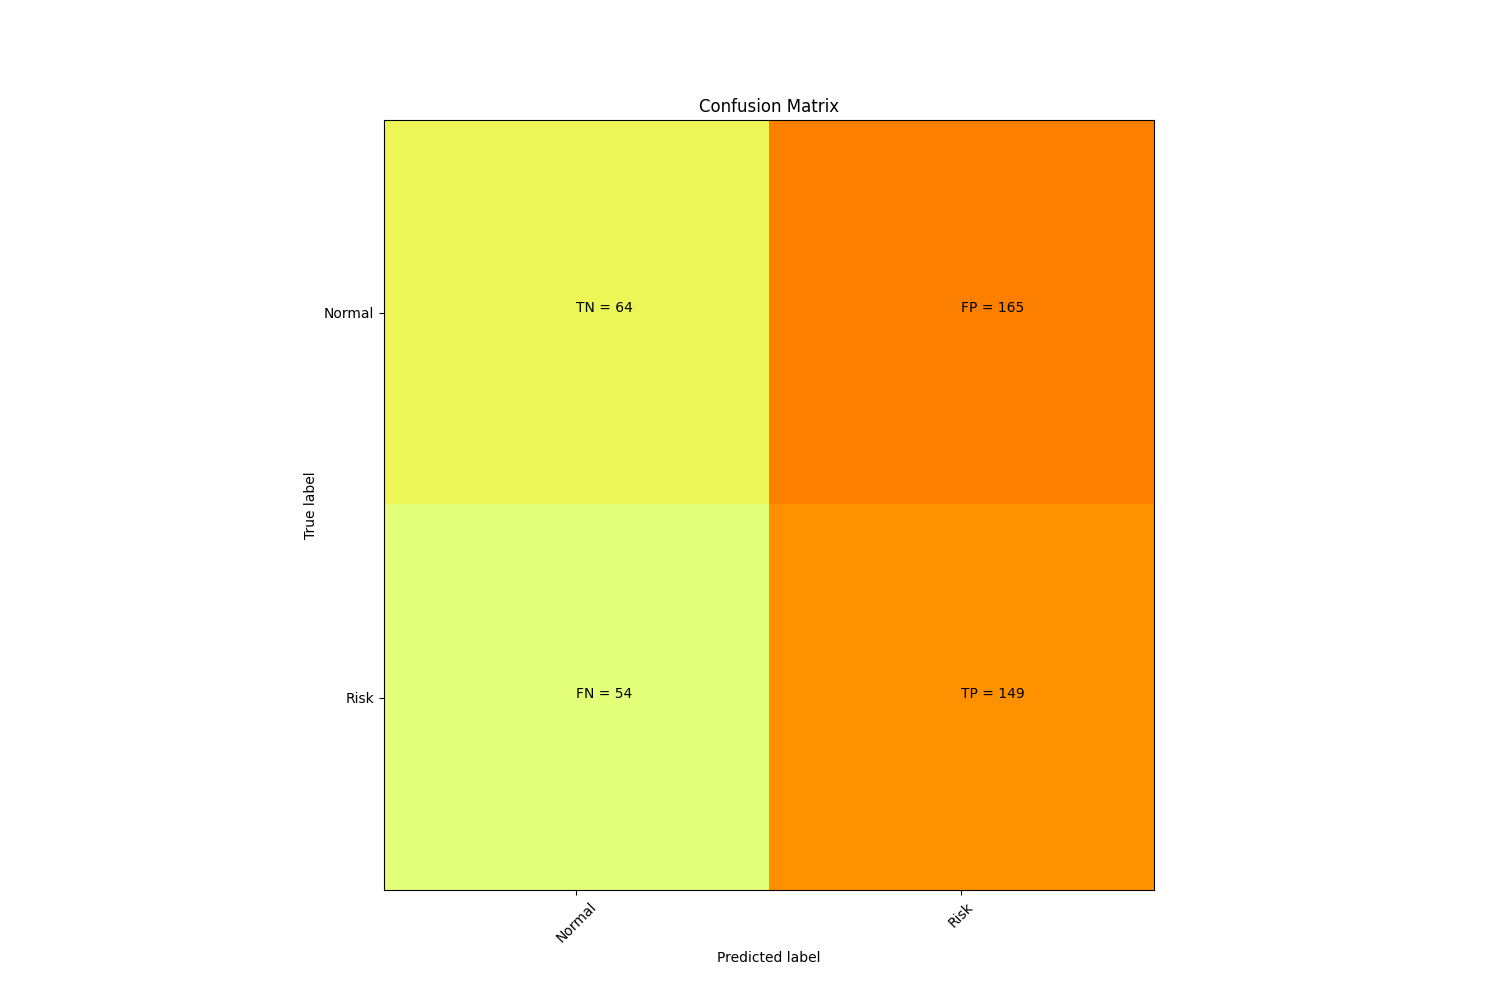 Confusion Matrix
Normal
TN = 64
FP = 165
True label
Risk
FN = 54
TP = 149
Normal
Risk
Predicted label